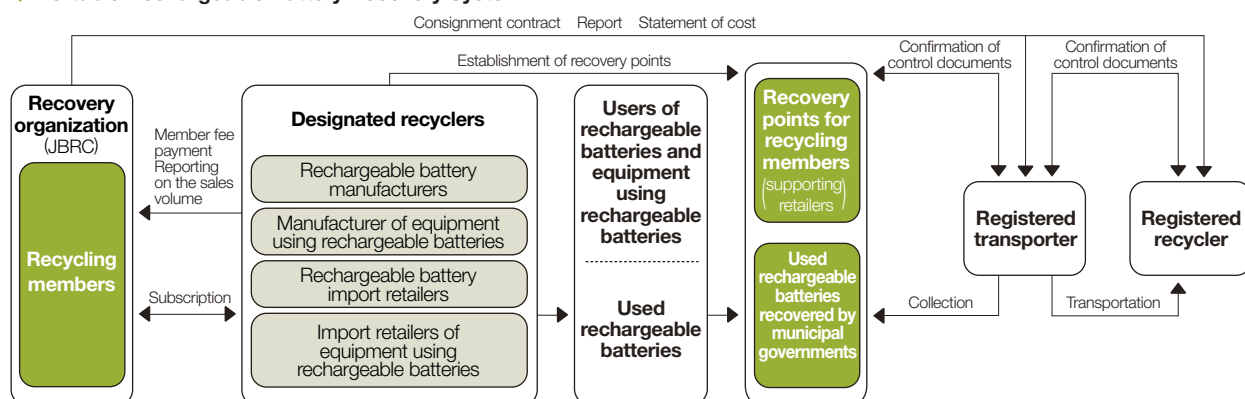 Consignment contract Report Statement of cost
Establishment of recovery points
Confirmation of
control documents
Confirmation of
control documents
Recovery
organization
(JBRC)
Recycling
members
Member fee
payment
Reporting
on the sales
volume
Subscription
Designated recyclers
Rechargeable battery
manufacturers
Manufacturer of equipment
using rechargeable batteries
Rechargeable battery
import retailers
Import retailers of
equipment using
rechargeable batteries
Users of
rechargeable
batteries and
equipment
using
rechargeable
batteries
Used
rechargeable
batteries
Recovery
points for
recycling
members
(supporting
retailers)
Used
rechargeable
batteries
recovered by
municipal
governments
Collection
Registered
transporter
Transportation
Registered
recycler